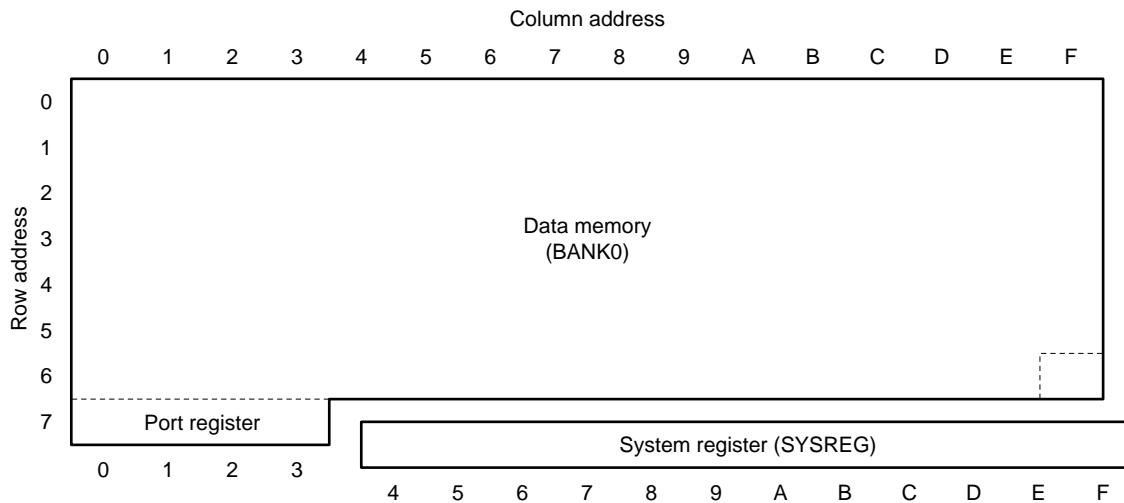 Column address
0 1 2 3 4 5 6 7 8 9 A B C D E F
Row address
0
1
2
3
4
5
6
7
Data memory
(BANK0)
Port register
System register (SYSREG)
0 1 2 3
4 5 6 7 8 9 A B C D E F